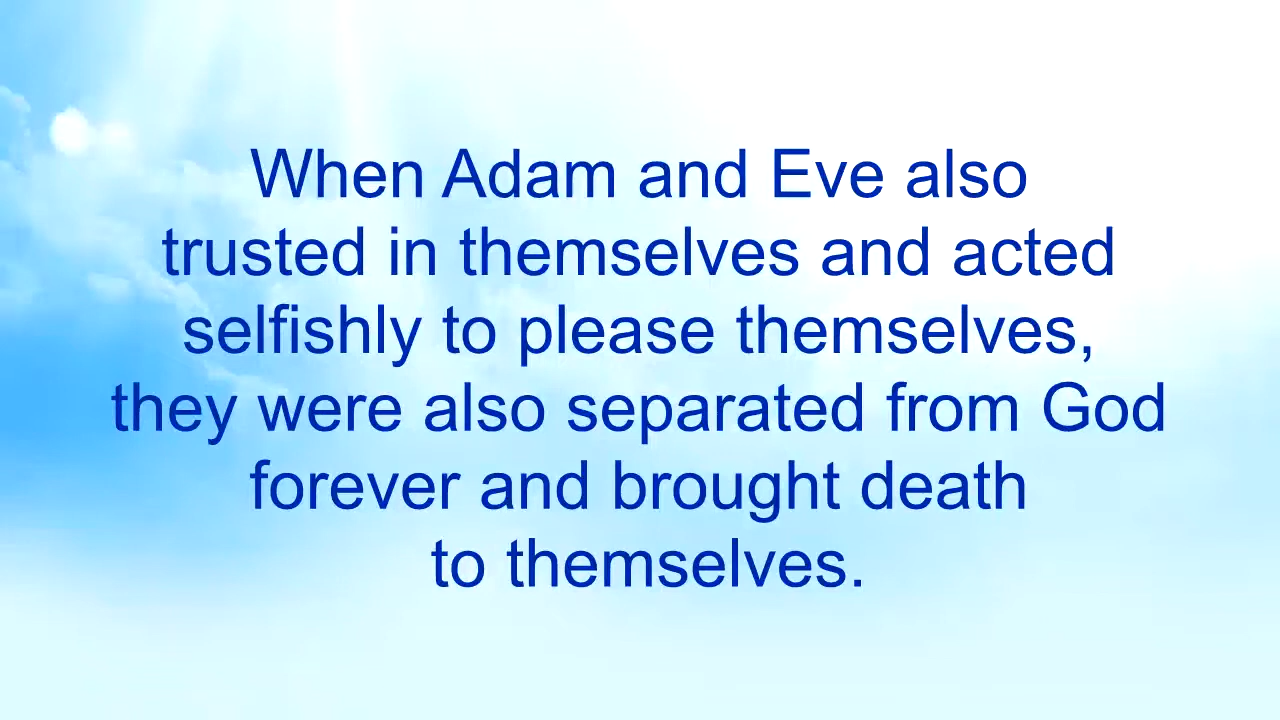 When Adam and Eve also
trusted in themselves and acted
selfishly to please themselves,
they were also separated from God
forever and brought death
to themselves.